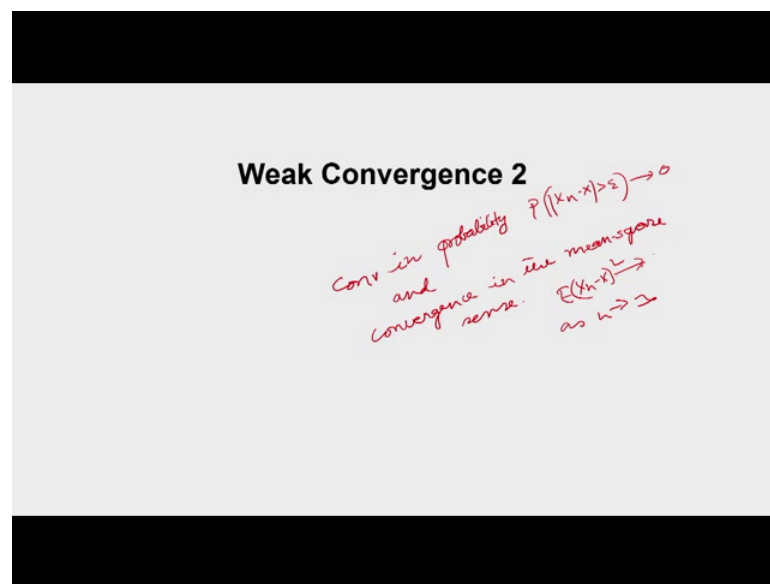 Weak Convergence 2
Conv in probability P(|Xn-X|>ε)→0
and
convergence in the mean square
sense. E(Xn-X)²→
as n→